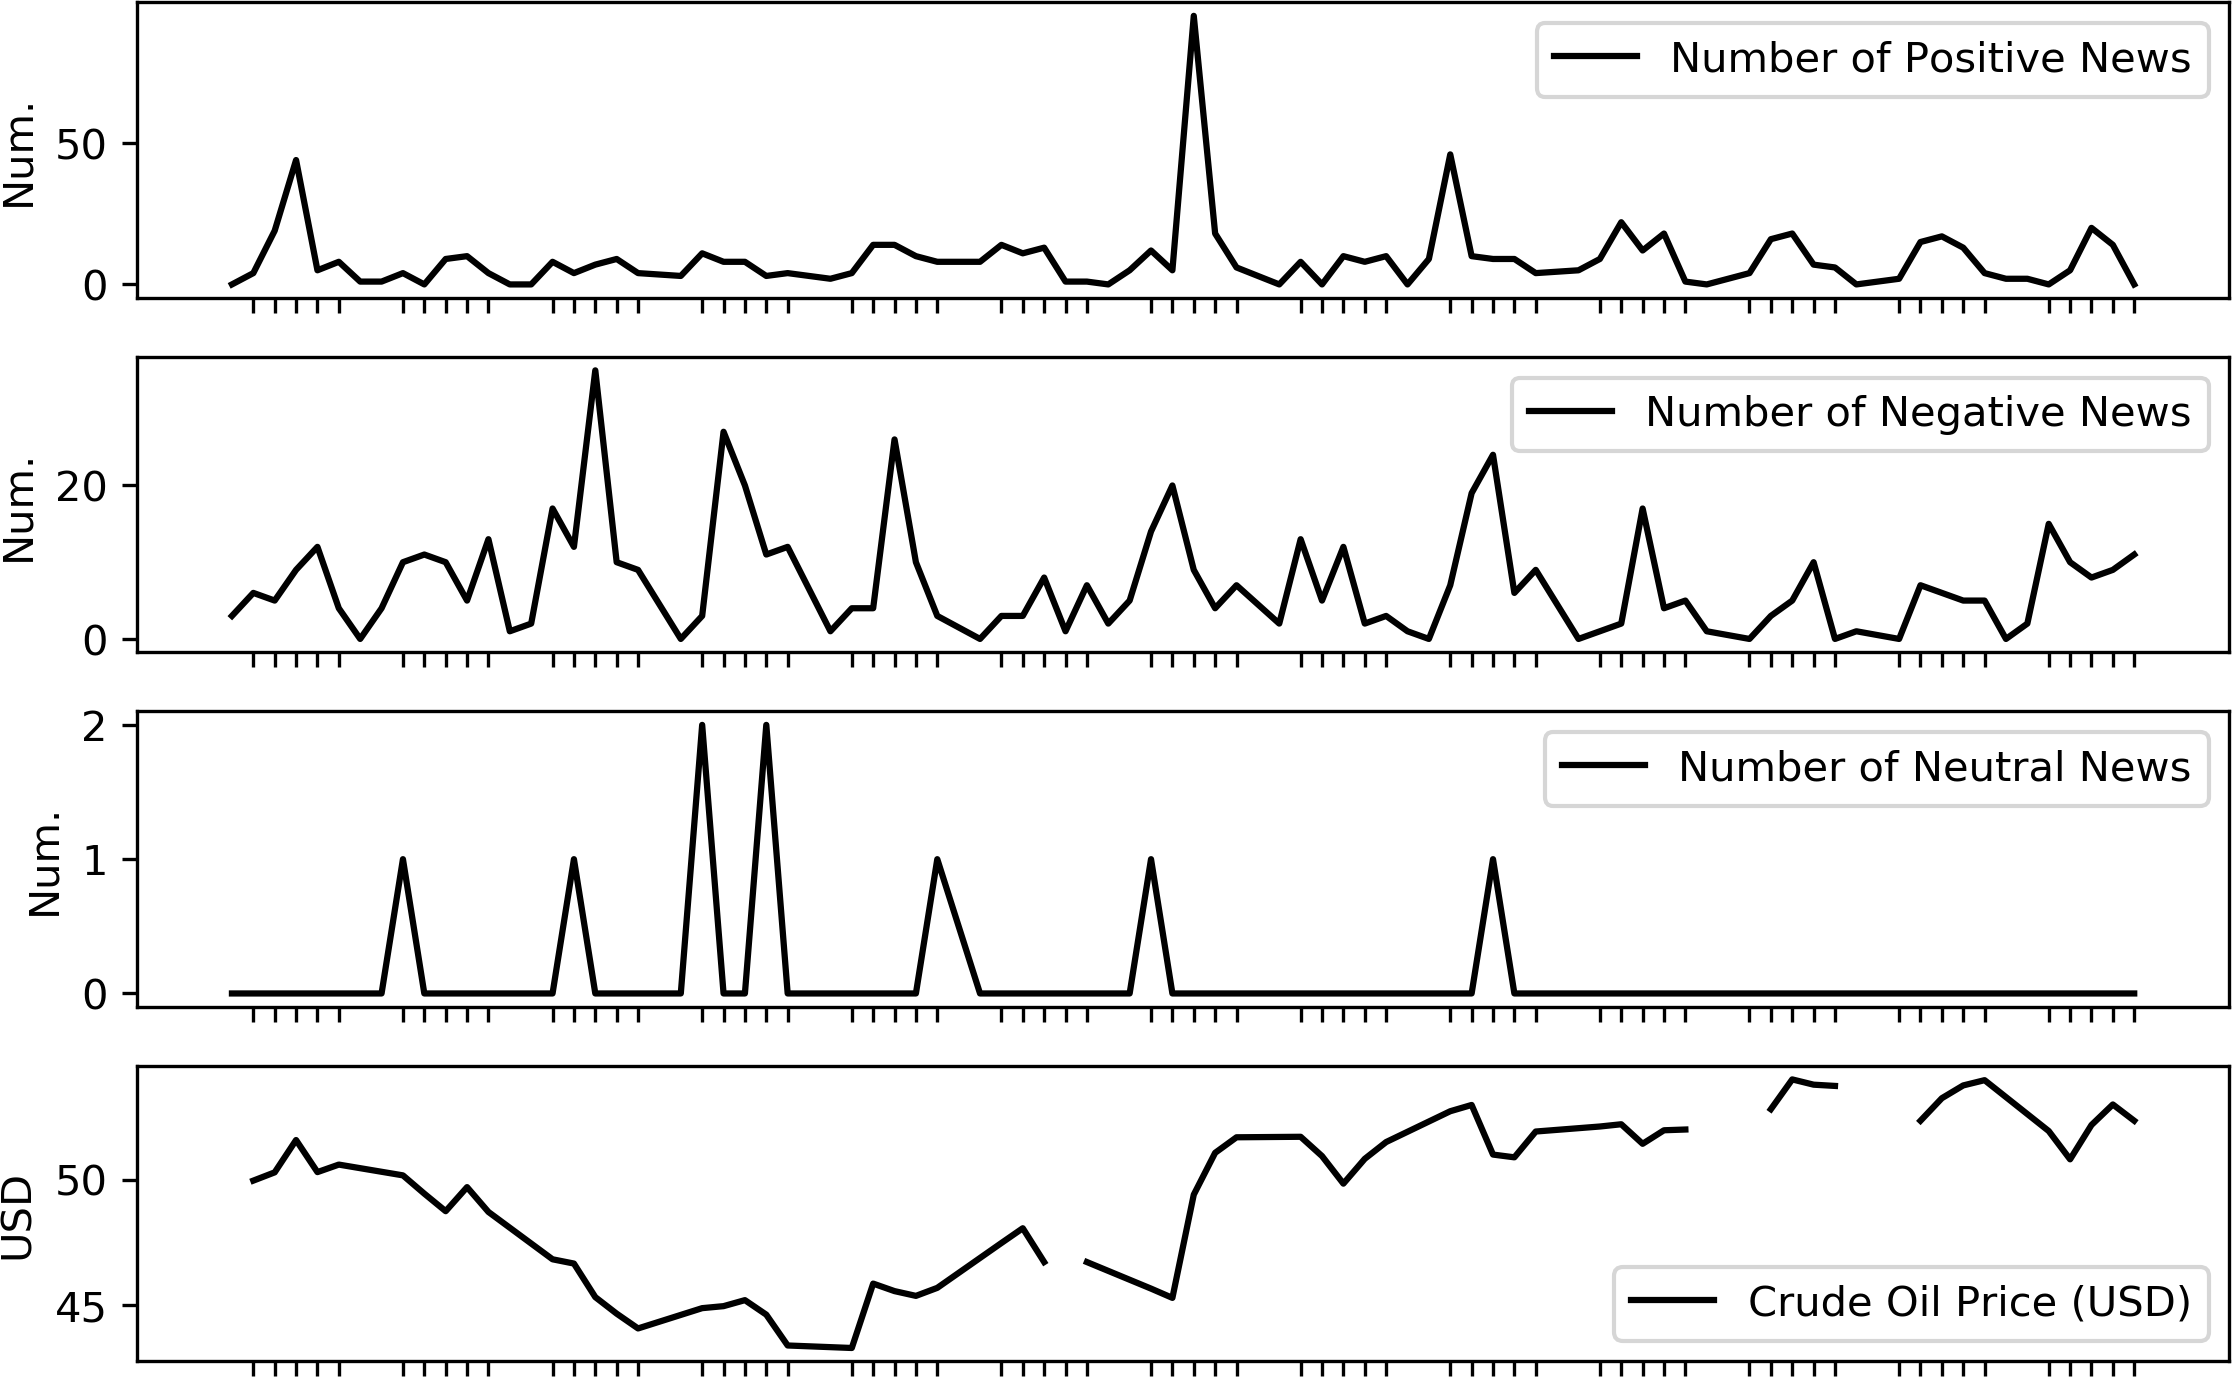 Number of Positive News
Num.
50
0
Number of Negative News
Num.
20
0
Number of Neutral News
Num.
2
1
0
Crude Oil Price (USD)
USD
50
45